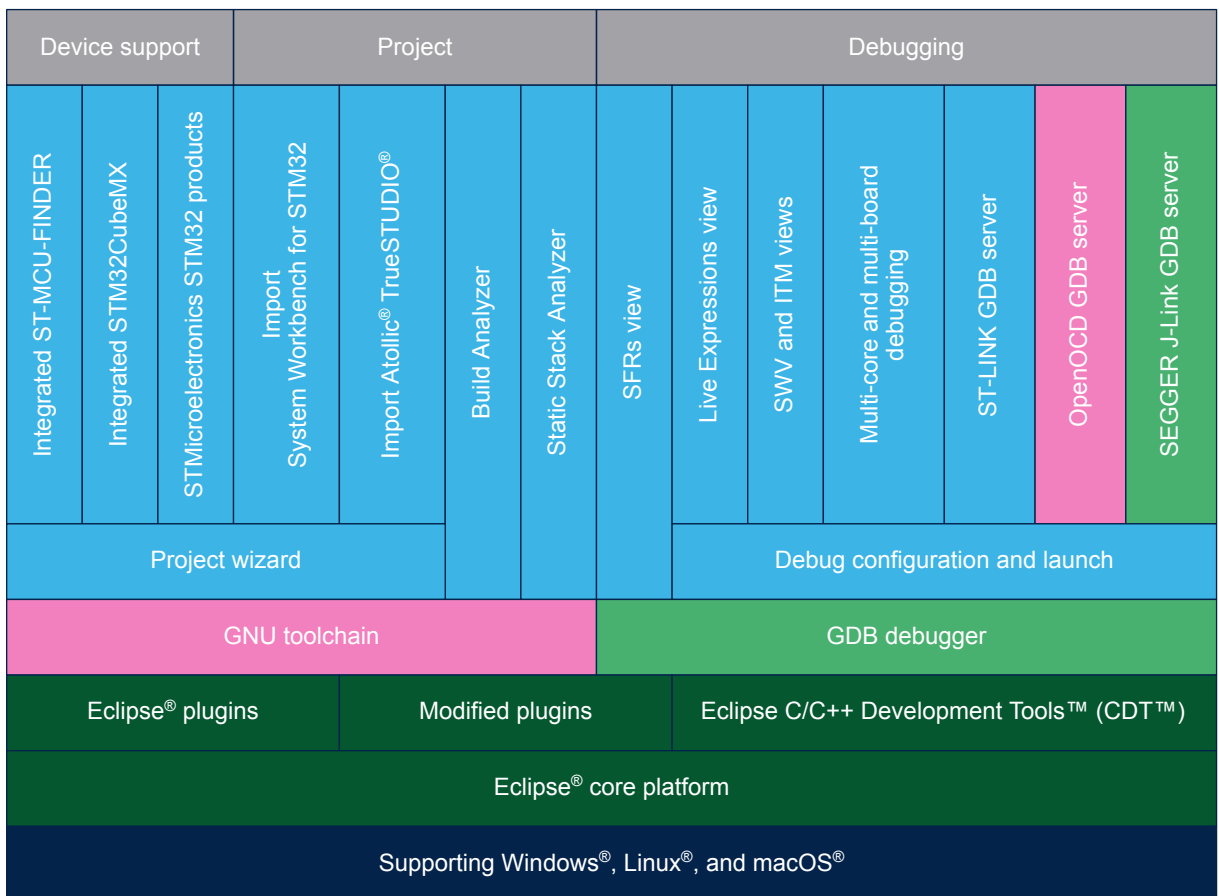 Device support
Project
Debugging
Integrated ST-MCU-FINDER
Integrated STM32CubeMX
STMicroelectronics STM32 products
Import
System Workbench for STM32
Import Atollic® TrueSTUDIO®
Build Analyzer
Static Stack Analyzer
SFRs view
Live Expressions view
SWV and ITM views
Multi-core and multi-board
debugging
ST-LINK GDB server
OpenOCD GDB server
SEGGER J-Link GDB server
Project wizard
Debug configuration and launch
GNU toolchain
GDB debugger
Eclipse® plugins
Modified plugins
Eclipse C/C++ Development Tools™ (CDT™)
Eclipse® core platform
Supporting Windows®, Linux®, and macOS®